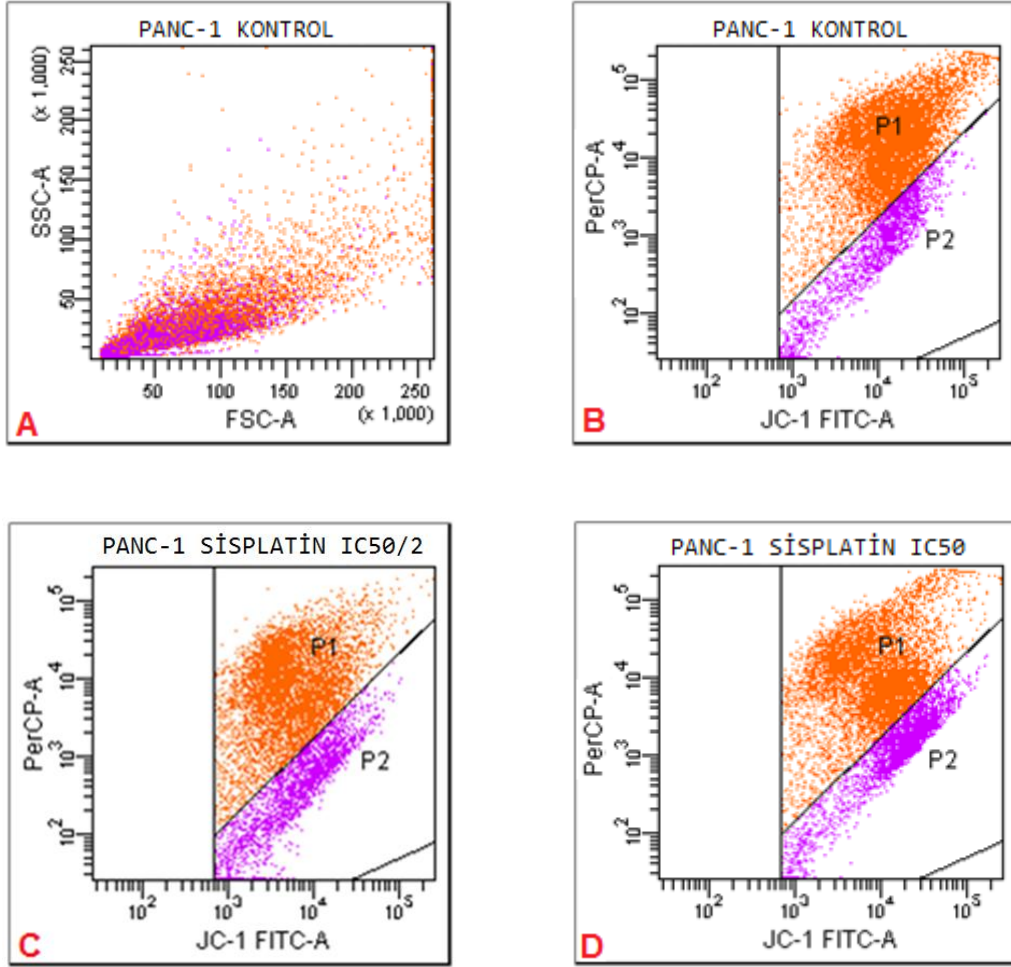 PANC-1 KONTROL
SSC-A
(x 1,000)
250
200
150
100
50
50 100 150 200 250
FSC-A (x 1,000)
A
PANC-1 KONTROL
PerCP-A
10^5
10^4
10^3
10^2
P1
P2
10^2 10^3 10^4 10^5
JC-1 FITC-A
B
PANC-1 SİSPLATİN IC50/2
PerCP-A
10^5
10^4
10^3
10^2
P1
P2
10^2 10^3 10^4 10^5
JC-1 FITC-A
C
PANC-1 SİSPLATİN IC50
PerCP-A
10^5
10^4
10^3
10^2
P1
P2
10^2 10^3 10^4 10^5
JC-1 FITC-A
D